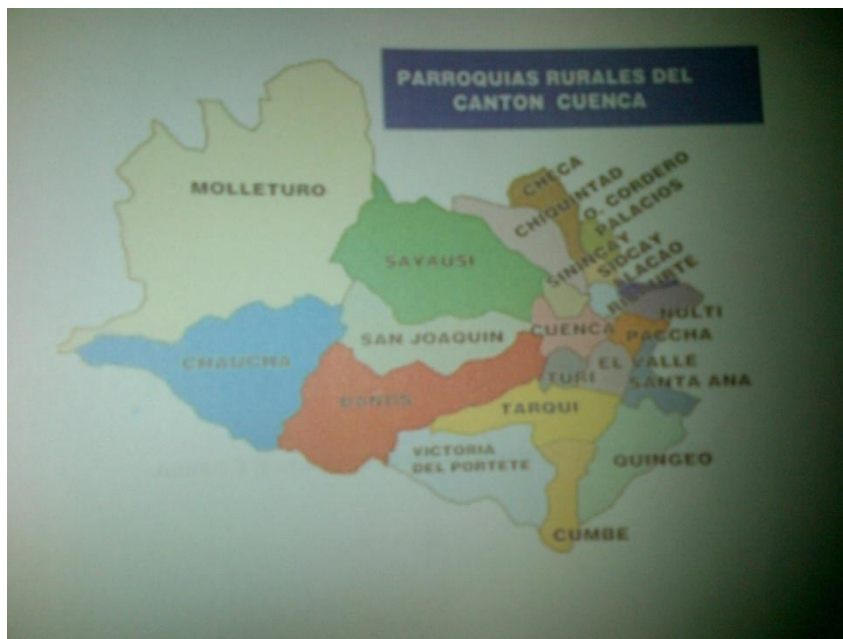 PARROQUIAS RURALES DEL
CANTON CUENCA
MOLLETURO
CHECA
CHIQUINTAD
O. CORDERO
PALACIOS
SAYAUSI
SININCAY
SIDCAY
NULTI
SAN JOAQUIN
CUENCA
PACCHA
CHAUCHA
EL VALLE
TURI
SANTA ANA
BANOS
TARQUI
VICTORIA
DEL PORTETE
QUINGEO
CUMBE